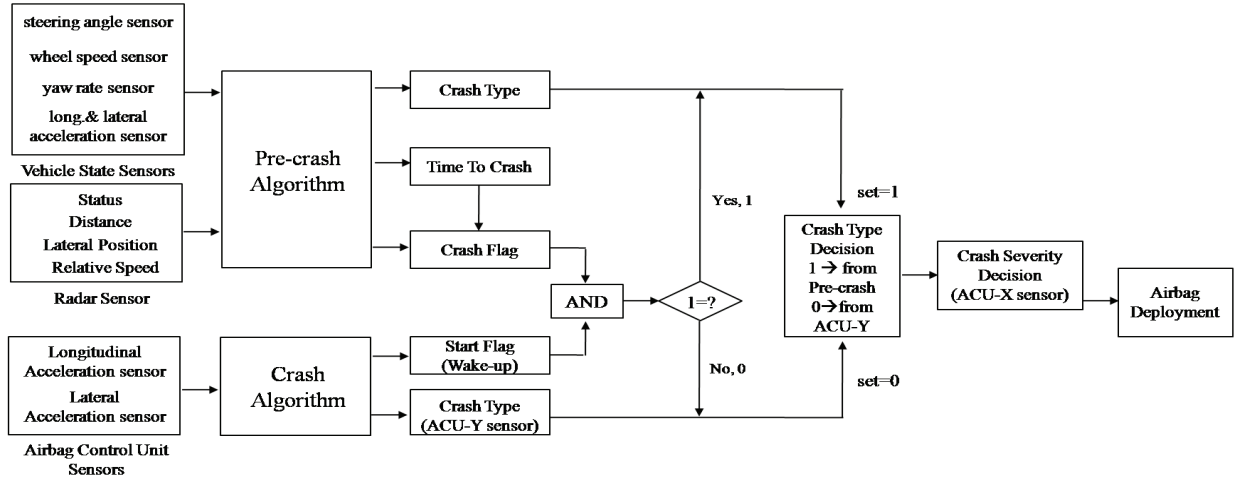 steering angle sensor
wheel speed sensor
yaw rate sensor
long.& lateral
acceleration sensor
Vehicle State Sensors
Status
Distance
Lateral Position
Relative Speed
Radar Sensor
Longitudinal
Acceleration sensor
Lateral
Acceleration sensor
Airbag Control Unit
Sensors
Pre-crash
Algorithm
Crash
Algorithm
Crash Type
Time To Crash
Crash Flag
AND
Start Flag
(Wake-up)
Crash Type
(ACU-Y sensor)
1=?
Yes, 1
No, 0
set=1
Crash Type
Decision
1 → from
Pre-crash
0→from
ACU-Y
set=0
Crash Severity
Decision
(ACU-X sensor)
Airbag
Deployment